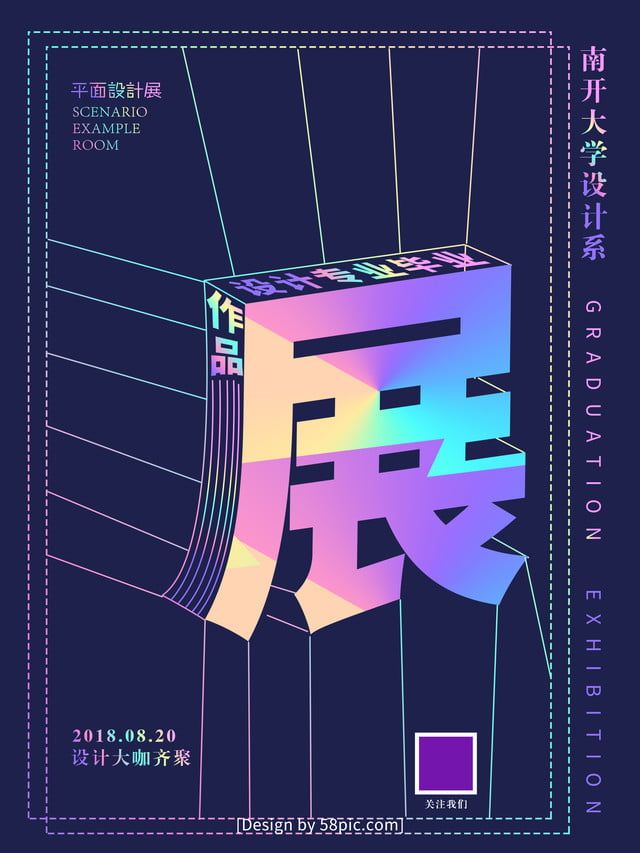 平面設計展
SCENARIO
EXAMPLE
ROOM
南开大学设计系
GRADUATION EXHIBITION
设计专业毕业
作品
展
2018.08.20
设计大咖齐聚
关注我们
[Design by 58pic.com]